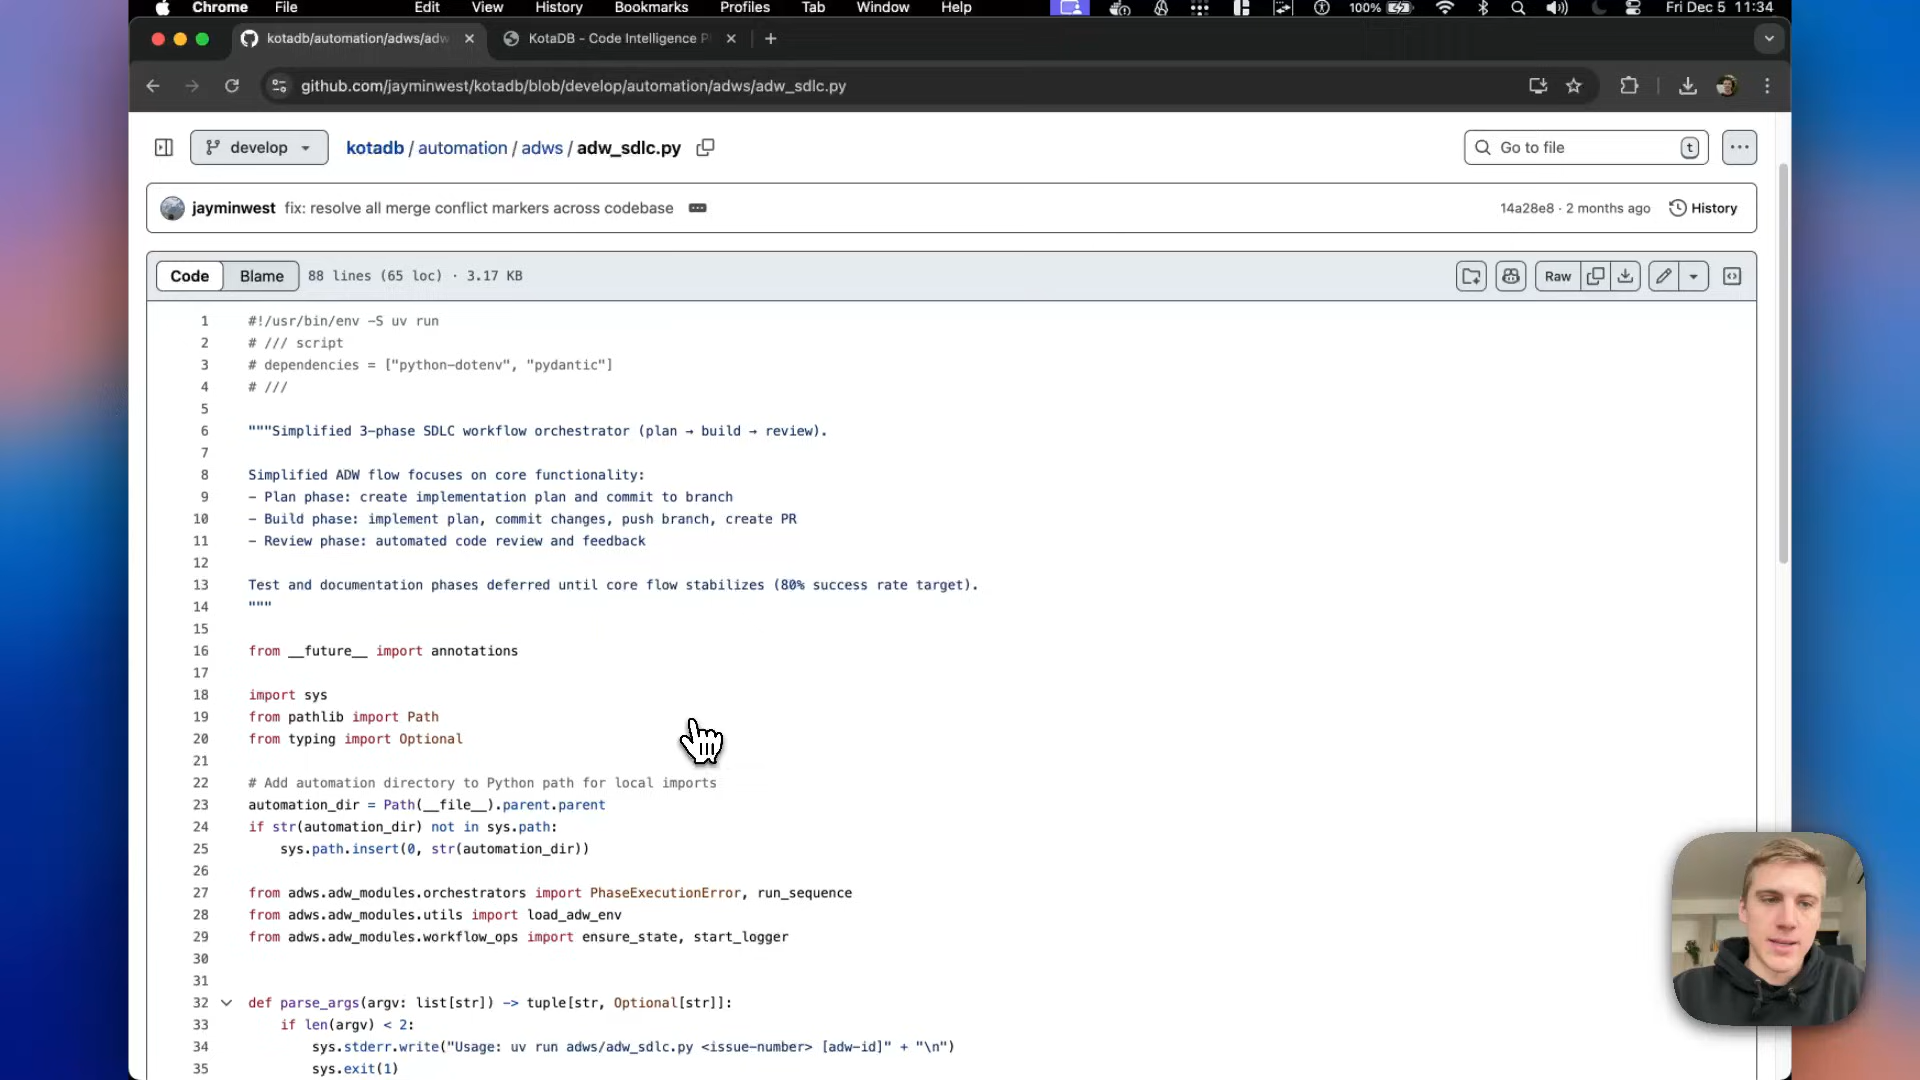 Chrome File Edit View History Bookmarks Profiles Tab Window Help 100% Fri Dec 5 11:34
kotadb/automation/adws/adw
KotaDB - Code Intelligence P
github.com/jayminwest/kotadb/blob/develop/automation/adws/adw_sdlc.py
develop
kotadb / automation / adws / adw_sdlc.py
Go to file
t
jayminwest fix: resolve all merge conflict markers across codebase
14a28e8 · 2 months ago
History
Code Blame 88 lines (65 loc) · 3.17 KB
Raw
1 #!/usr/bin/env -S uv run
2 # /// script
3 # dependencies = ["python-dotenv", "pydantic"]
4 # ///
5
6 """Simplified 3-phase SDLC workflow orchestrator (plan → build → review).
7
8 Simplified ADW flow focuses on core functionality:
9 - Plan phase: create implementation plan and commit to branch
10 - Build phase: implement plan, commit changes, push branch, create PR
11 - Review phase: automated code review and feedback
12
13 Test and documentation phases deferred until core flow stabilizes (80% success rate target).
14 """
15
16 from __future__ import annotations
17
18 import sys
19 from pathlib import Path
20 from typing import Optional
21
22 # Add automation directory to Python path for local imports
23 automation_dir = Path(__file__).parent.parent
24 if str(automation_dir) not in sys.path:
25 sys.path.insert(0, str(automation_dir))
26
27 from adws.adw_modules.orchestrators import PhaseExecutionError, run_sequence
28 from adws.adw_modules.utils import load_adw_env
29 from adws.adw_modules.workflow_ops import ensure_state, start_logger
30
31
32 def parse_args(argv: list[str]) -> tuple[str, Optional[str]]:
33 if len(argv) < 2:
34 sys.stderr.write("Usage: uv run adws/adw_sdlc.py <issue-number> [adw-id]" + "\n")
35 sys.exit(1)